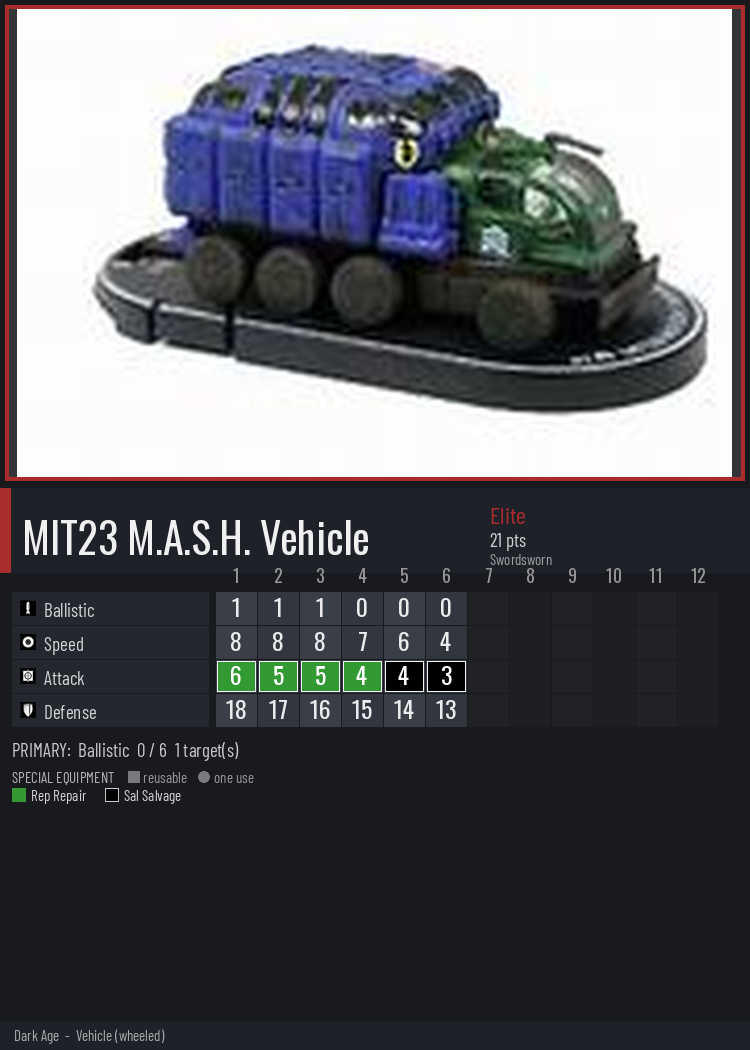 MIT23 M.A.S.H. Vehicle
Elite
21 pts
Swordsworn
1 2 3 4 5 6 7 8 9 10 11 12
Ballistic 1 1 1 0 0 0
Speed 8 8 8 7 6 4
Attack 6 5 5 4 4 3
Defense 18 17 16 15 14 13
PRIMARY: Ballistic 0 / 6 1 target(s)
SPECIAL EQUIPMENT reusable one use
Rep Repair Sal Salvage
Dark Age - Vehicle (wheeled)